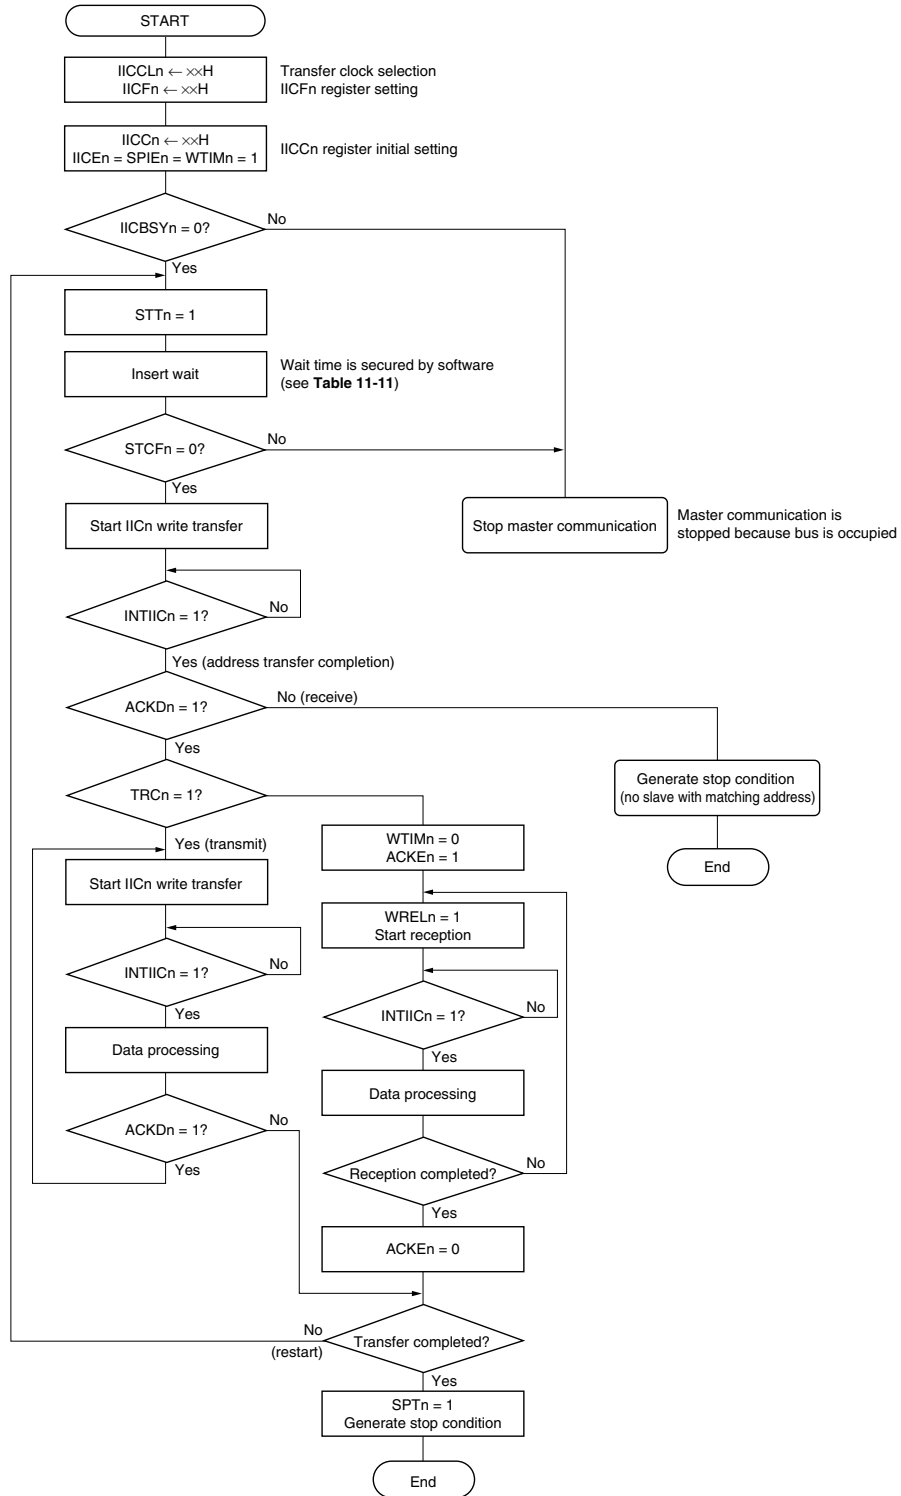 START
IICCLn ← ××H
IICFn ← ××H
Transfer clock selection
IICFn register setting
IICCn ← ××H
IICEn = SPIEn = WTIMn = 1
IICCn register initial setting
IICBSYn = 0?
No
Yes
STTn = 1
Insert wait
Wait time is secured by software
(see Table 11-11)
STCFn = 0?
No
Yes
Start IICn write transfer
Stop master communication
Master communication is
stopped because bus is occupied
INTIICn = 1?
No
Yes (address transfer completion)
ACKDn = 1?
No (receive)
Yes
Generate stop condition
(no slave with matching address)
End
TRCn = 1?
Yes (transmit)
WTIMn = 0
ACKEn = 1
Start IICn write transfer
WRELn = 1
Start reception
INTIICn = 1?
No
Yes
INTIICn = 1?
No
Yes
Data processing
Data processing
ACKDn = 1?
No
Yes
Reception completed?
No
Yes
ACKEn = 0
Transfer completed?
No
(restart)
Yes
SPTn = 1
Generate stop condition
End